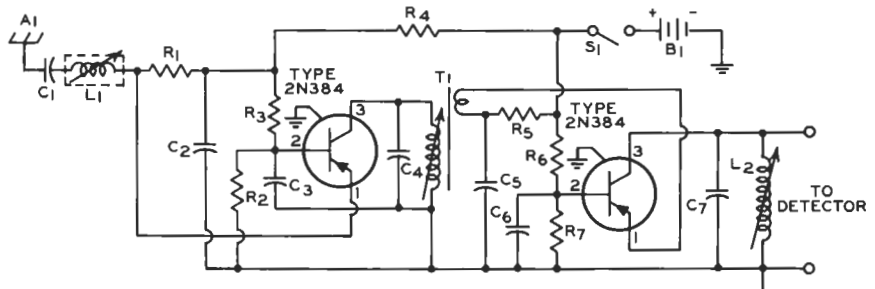 A1
C1
L1
R1
R4
S1
+
-
B1
TYPE
2N384
T1
R3
2
3
1
C2
R2
C3
C4
R5
TYPE
2N384
R6
2
3
1
C5
C6
R7
C7
L2
TO
DETECTOR